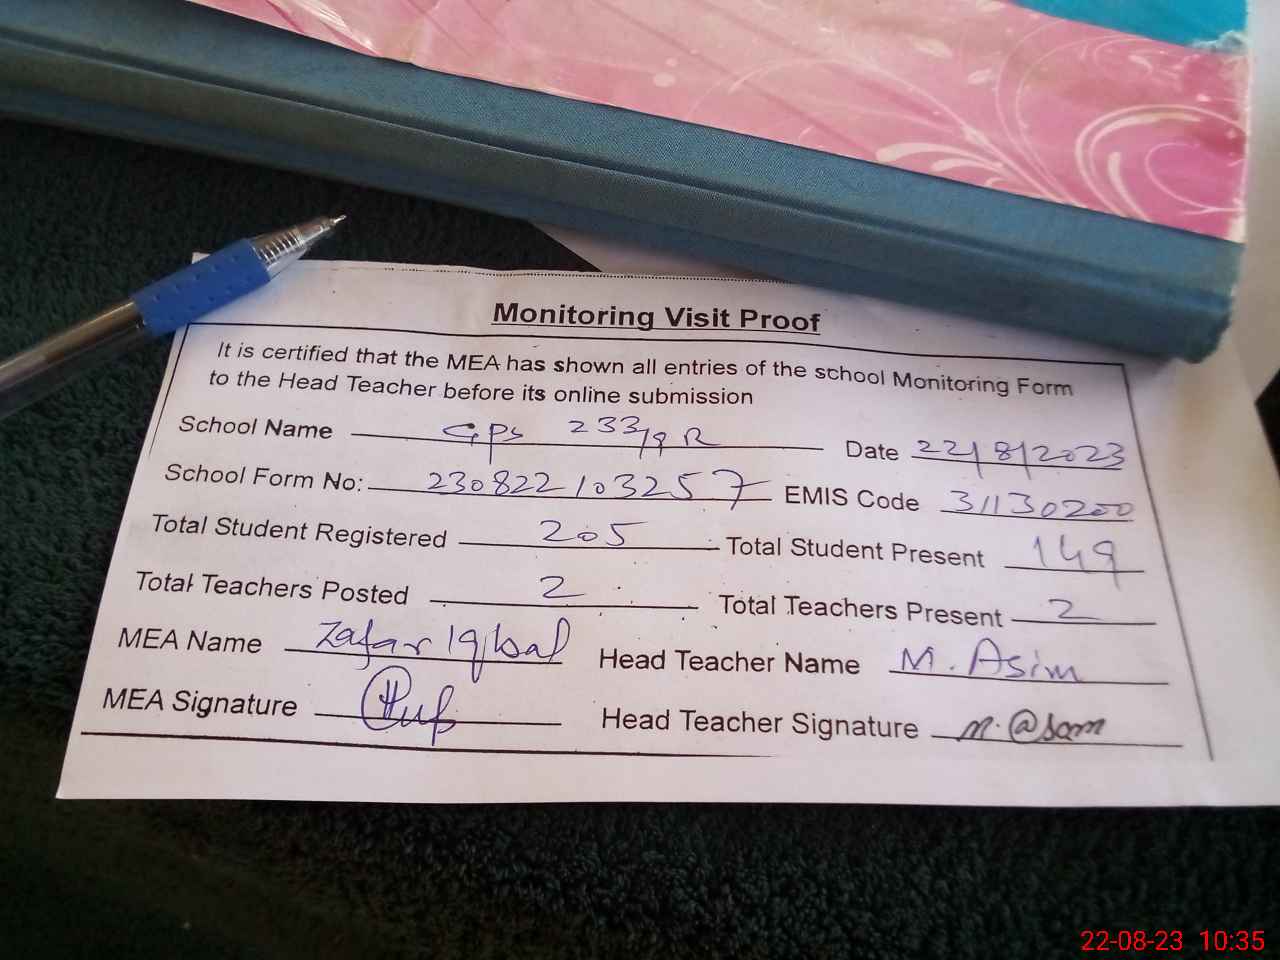 Monitoring Visit Proof
It is certified that the MEA has shown all entries of the school Monitoring Form
to the Head Teacher before its online submission
School Name GPS 233/9R Date 22/8/2023
School Form No: 230822103257 EMIS Code 31130200
Total Student Registered 205 Total Student Present 149
Total Teachers Posted 2 Total Teachers Present 2
MEA Name Zafar Iqbal Head Teacher Name M. Asim
MEA Signature Head Teacher Signature
22-08-23 10:35